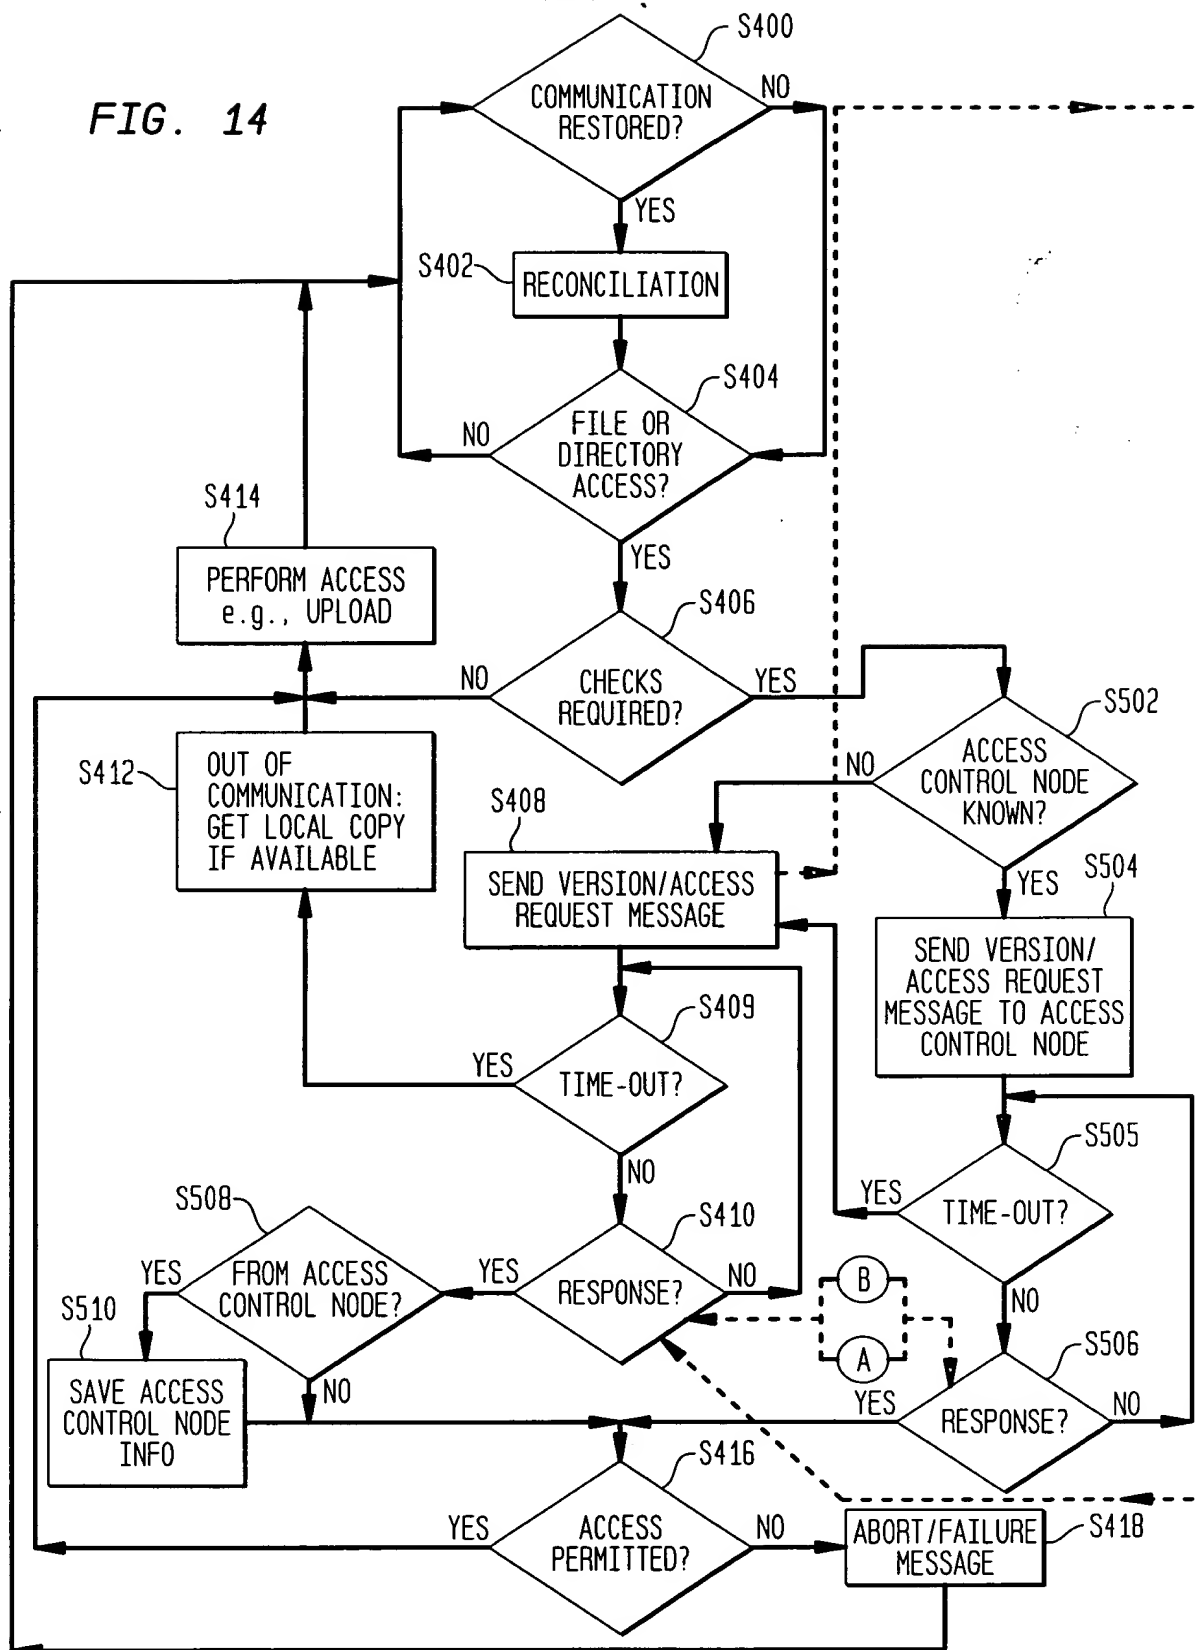 FIG. 14
S400
COMMUNICATION
RESTORED?
NO
YES
S402
RECONCILIATION
S404
FILE OR
DIRECTORY
ACCESS?
NO
YES
S414
PERFORM ACCESS
e.g., UPLOAD
S406
CHECKS
REQUIRED?
NO
YES
S412
OUT OF
COMMUNICATION:
GET LOCAL COPY
IF AVAILABLE
S502
ACCESS
CONTROL NODE
KNOWN?
NO
YES
S408
SEND VERSION/ACCESS
REQUEST MESSAGE
S504
SEND VERSION/
ACCESS REQUEST
MESSAGE TO ACCESS
CONTROL NODE
S409
TIME-OUT?
YES
NO
S505
TIME-OUT?
YES
NO
S508
FROM ACCESS
CONTROL NODE?
YES
NO
S410
RESPONSE?
YES
NO
B
A
S510
SAVE ACCESS
CONTROL NODE
INFO
S506
RESPONSE?
YES
NO
S416
ACCESS
PERMITTED?
YES
NO
S418
ABORT/FAILURE
MESSAGE